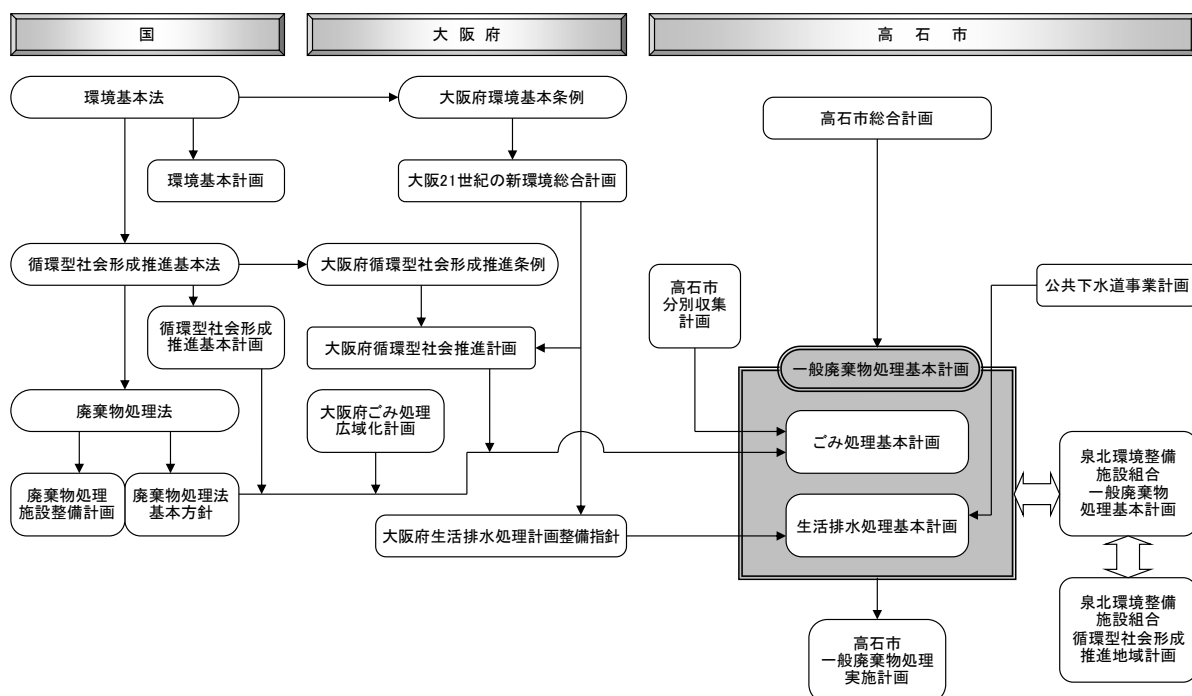 国
大 阪 府
高 石 市
環境基本法
大阪府環境基本条例
高石市総合計画
環境基本計画
大阪21世紀の新環境総合計画
循環型社会形成推進基本法
大阪府循環型社会形成推進条例
高石市
分別収集
計画
公共下水道事業計画
循環型社会形成
推進基本計画
大阪府循環型社会推進計画
一般廃棄物処理基本計画
廃棄物処理法
大阪府ごみ処理
広域化計画
ごみ処理基本計画
廃棄物処理
施設整備計画
廃棄物処理法
基本方針
大阪府生活排水処理計画整備指針
生活排水処理基本計画
泉北環境整備
施設組合
一般廃棄物
処理基本計画
高石市
一般廃棄物処理
実施計画
泉北環境整備
施設組合
循環型社会形成
推進地域計画